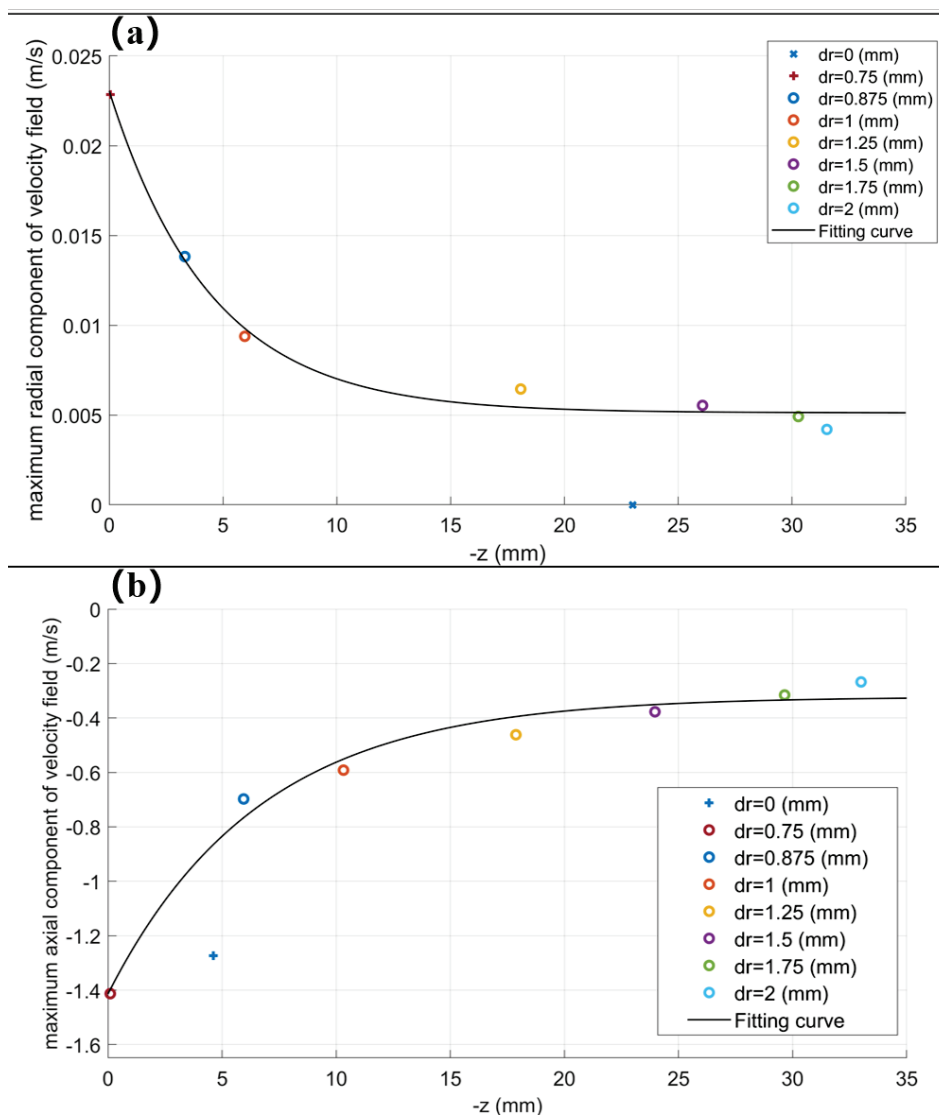 (a)
maximum radial component of velocity field (m/s)
0.025
0.02
0.015
0.01
0.005
0
0 5 10 15 20 25 30 35
-z (mm)
dr=0 (mm)
dr=0.75 (mm)
dr=0.875 (mm)
dr=1 (mm)
dr=1.25 (mm)
dr=1.5 (mm)
dr=1.75 (mm)
dr=2 (mm)
Fitting curve
(b)
maximum axial component of velocity field (m/s)
0
-0.2
-0.4
-0.6
-0.8
-1
-1.2
-1.4
-1.6
0 5 10 15 20 25 30 35
-z (mm)
dr=0 (mm)
dr=0.75 (mm)
dr=0.875 (mm)
dr=1 (mm)
dr=1.25 (mm)
dr=1.5 (mm)
dr=1.75 (mm)
dr=2 (mm)
Fitting curve